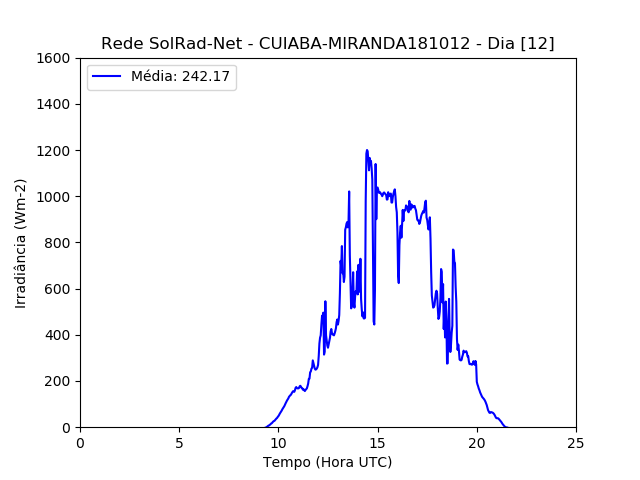 Rede SolRad-Net - CUIABA-MIRANDA181012 - Dia [12]
Média: 242.17
Irradiância (Wm-2)
1600
1400
1200
1000
800
600
400
200
0
0 5 10 15 20 25
Tempo (Hora UTC)